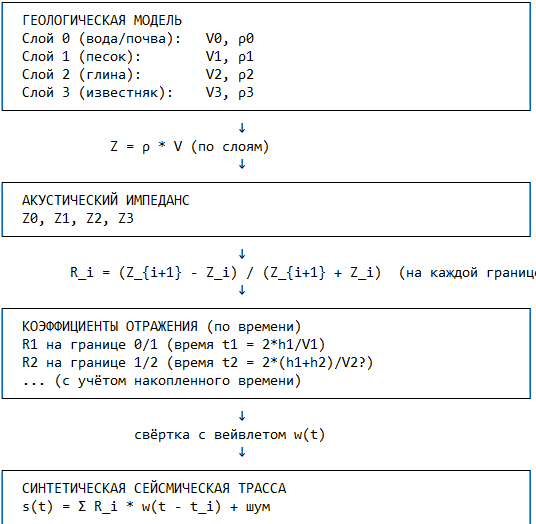 ГЕОЛОГИЧЕСКАЯ МОДЕЛЬ
Слой 0 (вода/почва): V0, ρ0
Слой 1 (песок): V1, ρ1
Слой 2 (глина): V2, ρ2
Слой 3 (известняк): V3, ρ3
↓
Z = ρ * V (по слоям)
↓
АКУСТИЧЕСКИЙ ИМПЕДАНС
Z0, Z1, Z2, Z3
↓
R_i = (Z_{i+1} - Z_i) / (Z_{i+1} + Z_i) (на каждой границе
↓
КОЭФФИЦИЕНТЫ ОТРАЖЕНИЯ (по времени)
R1 на границе 0/1 (время t1 = 2*h1/V1)
R2 на границе 1/2 (время t2 = 2*(h1+h2)/V2?)
... (с учётом накопленного времени)
↓
свёртка с вейвлетом w(t)
↓
СИНТЕТИЧЕСКАЯ СЕЙСМИЧЕСКАЯ ТРАССА
s(t) = Σ R_i * w(t - t_i) + шум